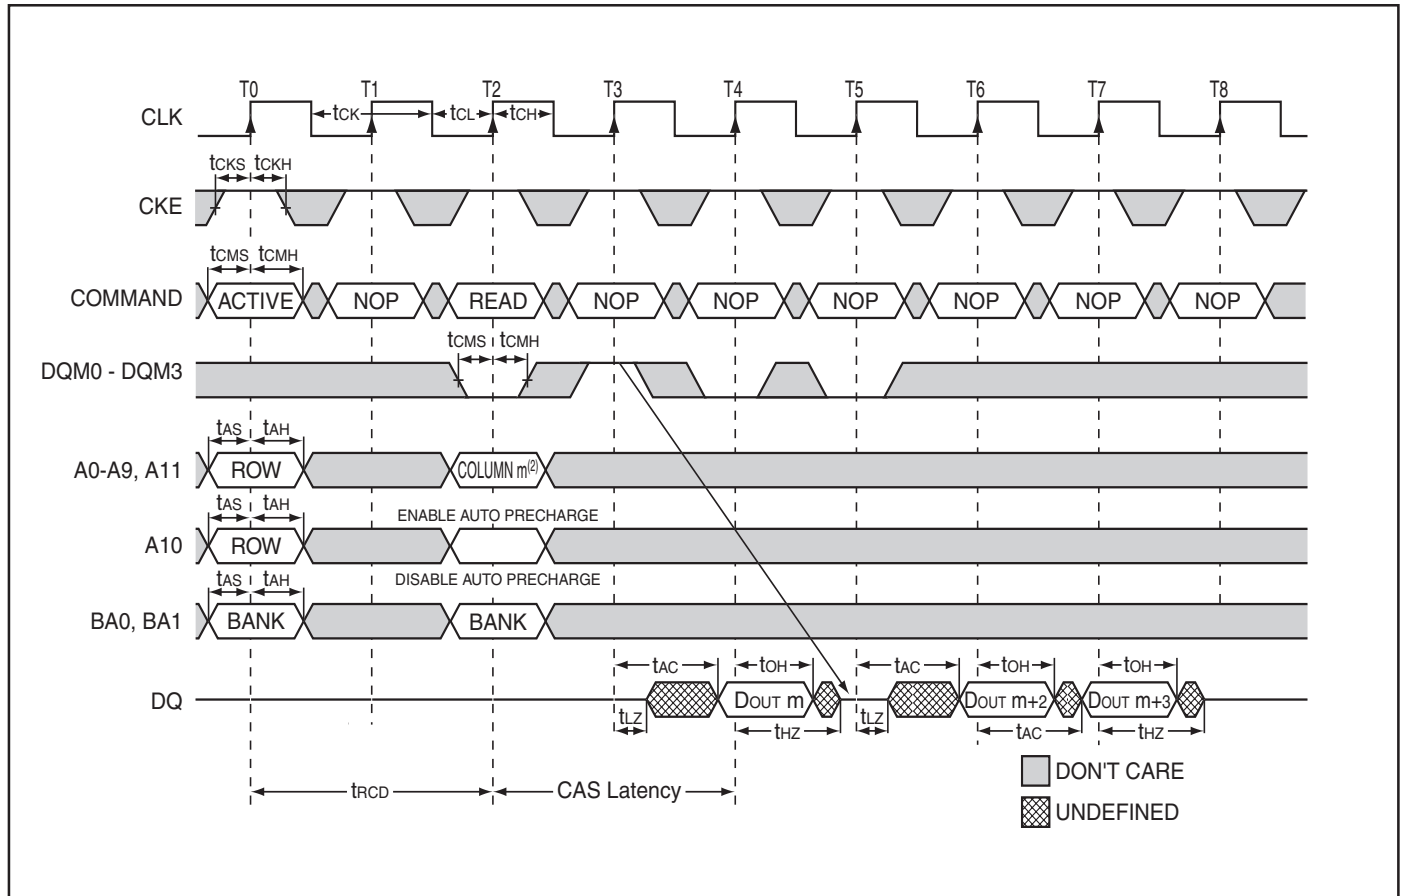 T0 T1 T2 T3 T4 T5 T6 T7 T8
CLK tCK tCL tCH
tCKS tCKH
CKE
tCMS tCMH
COMMAND ACTIVE NOP READ NOP NOP NOP NOP NOP NOP
tCMS tCMH
DQM0 - DQM3
tAS tAH
A0-A9, A11 ROW COLUMN m(2)
tAS tAH ENABLE AUTO PRECHARGE
A10 ROW
tAS tAH DISABLE AUTO PRECHARGE
BA0, BA1 BANK BANK
tAC tOH tAC tOH tOH
DQ DOUT m DOUT m+2 DOUT m+3
tLZ tHZ tLZ tAC tHZ
DON'T CARE
tRCD CAS Latency
UNDEFINED